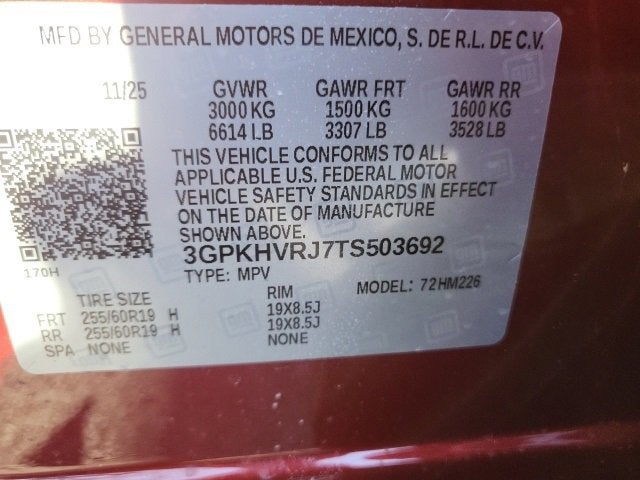 MFD BY GENERAL MOTORS DE MEXICO, S. DE R.L. DE C.V.
11/25 GVWR GAWR FRT GAWR RR
3000 KG 1500 KG 1600 KG
6614 LB 3307 LB 3528 LB
THIS VEHICLE CONFORMS TO ALL
APPLICABLE U.S. FEDERAL MOTOR
VEHICLE SAFETY STANDARDS IN EFFECT
ON THE DATE OF MANUFACTURE
SHOWN ABOVE.
3GPKHVRJ7TS503692
170H
TYPE: MPV MODEL: 72HM226
TIRE SIZE RIM
FRT 255/60R19 H 19X8.5J
RR 255/60R19 H 19X8.5J
SPA NONE NONE